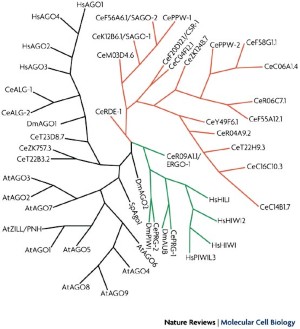 HsAGO1
HsAGO4
HsAGO2
HsAGO3
CeALG-1
CeALG-2
DmAGO1
CeT23D8.7
CeZK757.3
CeT22B3.2
AtAGO3
AtAGO2
AtAGO7
AtZILL/PNH
AtAGO1
AtAGO5
AtAGO8
AtAGO9
AtAGO4
AtAGO6
SpAgo1
DmAGO2
CeF56A6.1/SAGO-2
CePPW-1
CeK12B6.1/SAGO-1
CeM03D4.6
CeF20D12.1/CSR-1
CeC04F12.1
CeZK1248.7
CePPW-2
CeF58G1.1
CeC06A1.4
CeR06C7.1
CeF55A12.1
CeY49F6.1
CeR04A9.2
CeT22H9.3
CeC16C10.3
CeC14B1.7
CeRDE-1
CeR09A1.1/
ERGO-1
HsHILI
HsHIWI2
HsHIWI
HsPIWIL3
CePRG-1
DmAUB
CePRG-2
DmPIWI
Nature Reviews | Molecular Cell Biology